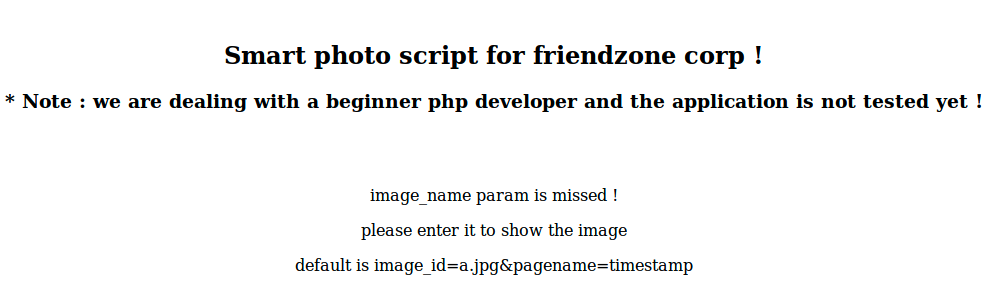 Smart photo script for friendzone corp !
* Note : we are dealing with a beginner php developer and the application is not tested yet !
image_name param is missed !
please enter it to show the image
default is image_id=a.jpg&pagename=timestamp